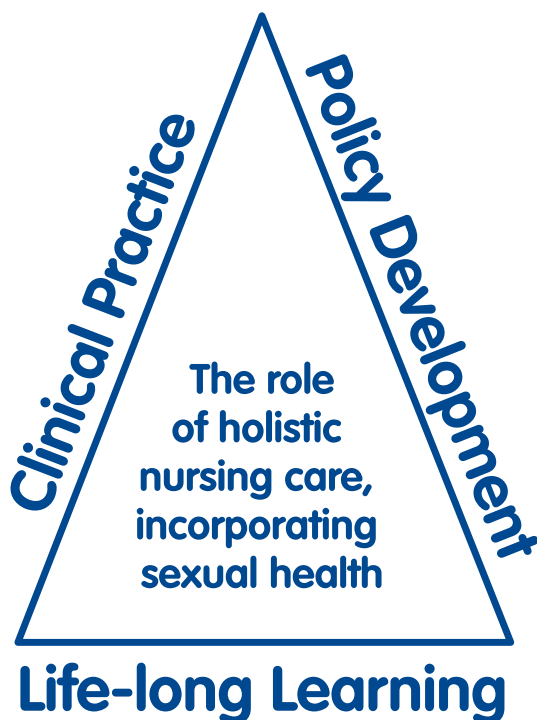 Clinical Practice
Policy Development
The role
of holistic
nursing care,
incorporating
sexual health
Life-long Learning